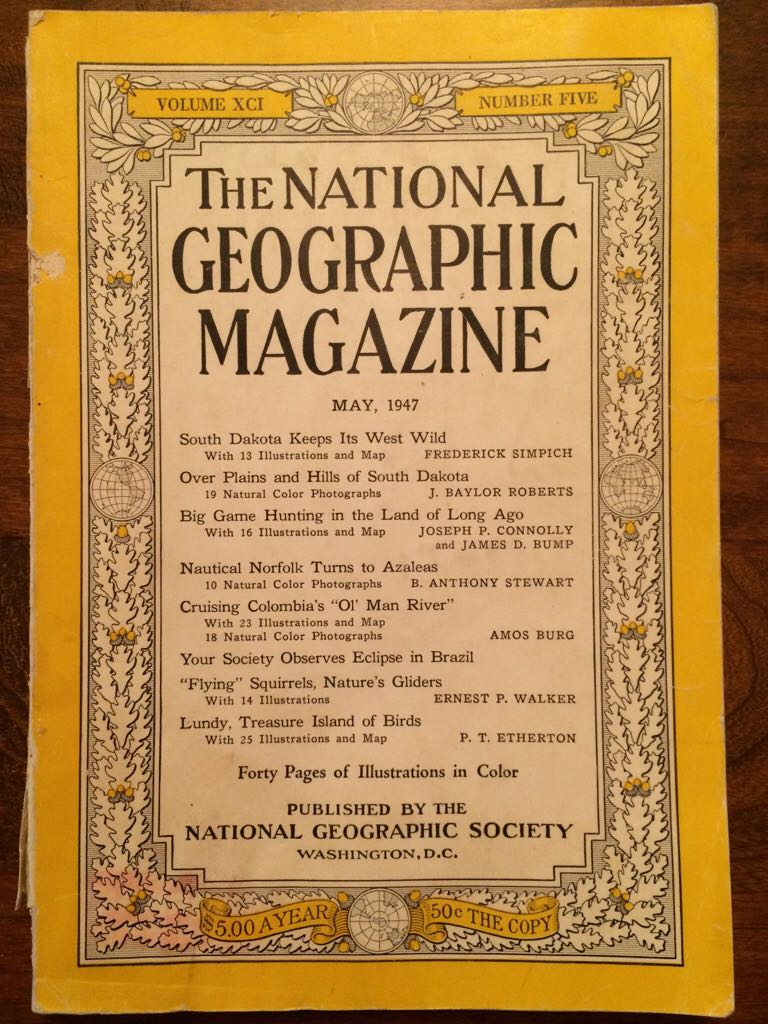 VOLUME XCI NUMBER FIVE
THE NATIONAL
GEOGRAPHIC
MAGAZINE
MAY, 1947
South Dakota Keeps Its West Wild
With 13 Illustrations and Map FREDERICK SIMPICH
Over Plains and Hills of South Dakota
19 Natural Color Photographs J. BAYLOR ROBERTS
Big Game Hunting in the Land of Long Ago
With 16 Illustrations and Map JOSEPH P. CONNOLLY
and JAMES D. BUMP
Nautical Norfolk Turns to Azaleas
10 Natural Color Photographs B. ANTHONY STEWART
Cruising Colombia's "Ol' Man River"
With 23 Illustrations and Map
18 Natural Color Photographs AMOS BURG
Your Society Observes Eclipse in Brazil
"Flying" Squirrels, Nature's Gliders
With 14 Illustrations ERNEST P. WALKER
Lundy, Treasure Island of Birds
With 25 Illustrations and Map P. T. ETHERTON
Forty Pages of Illustrations in Color
PUBLISHED BY THE
NATIONAL GEOGRAPHIC SOCIETY
WASHINGTON, D.C.
$5.00 A YEAR 50c THE COPY